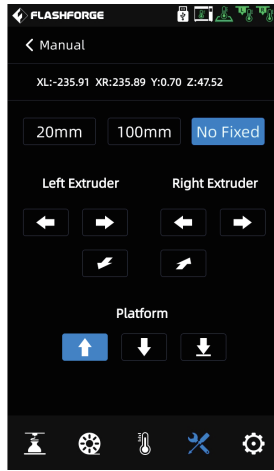 FLASHFORGE
Manual
XL:-235.91 XR:235.89 Y:0.70 Z:47.52
20mm 100mm No Fixed
Left Extruder Right Extruder
Platform